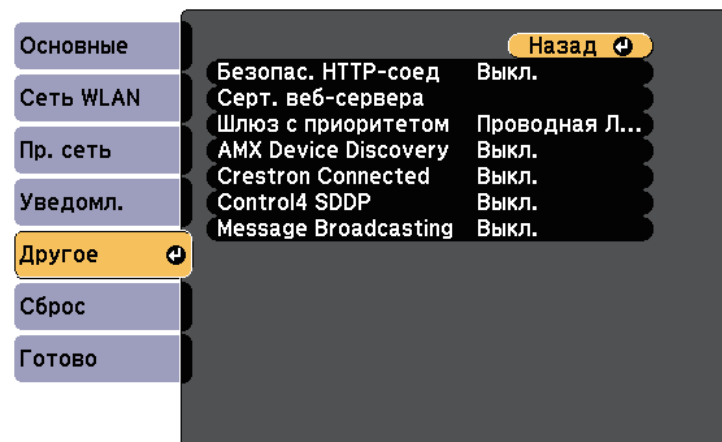 Основные
Сеть WLAN
Пр. сеть
Уведомл.
Другое
Сброс
Готово
Назад
Безопас. HTTP-соед Выкл.
Серт. веб-сервера
Шлюз с приоритетом Проводная Л...
AMX Device Discovery Выкл.
Crestron Connected Выкл.
Control4 SDDP Выкл.
Message Broadcasting Выкл.